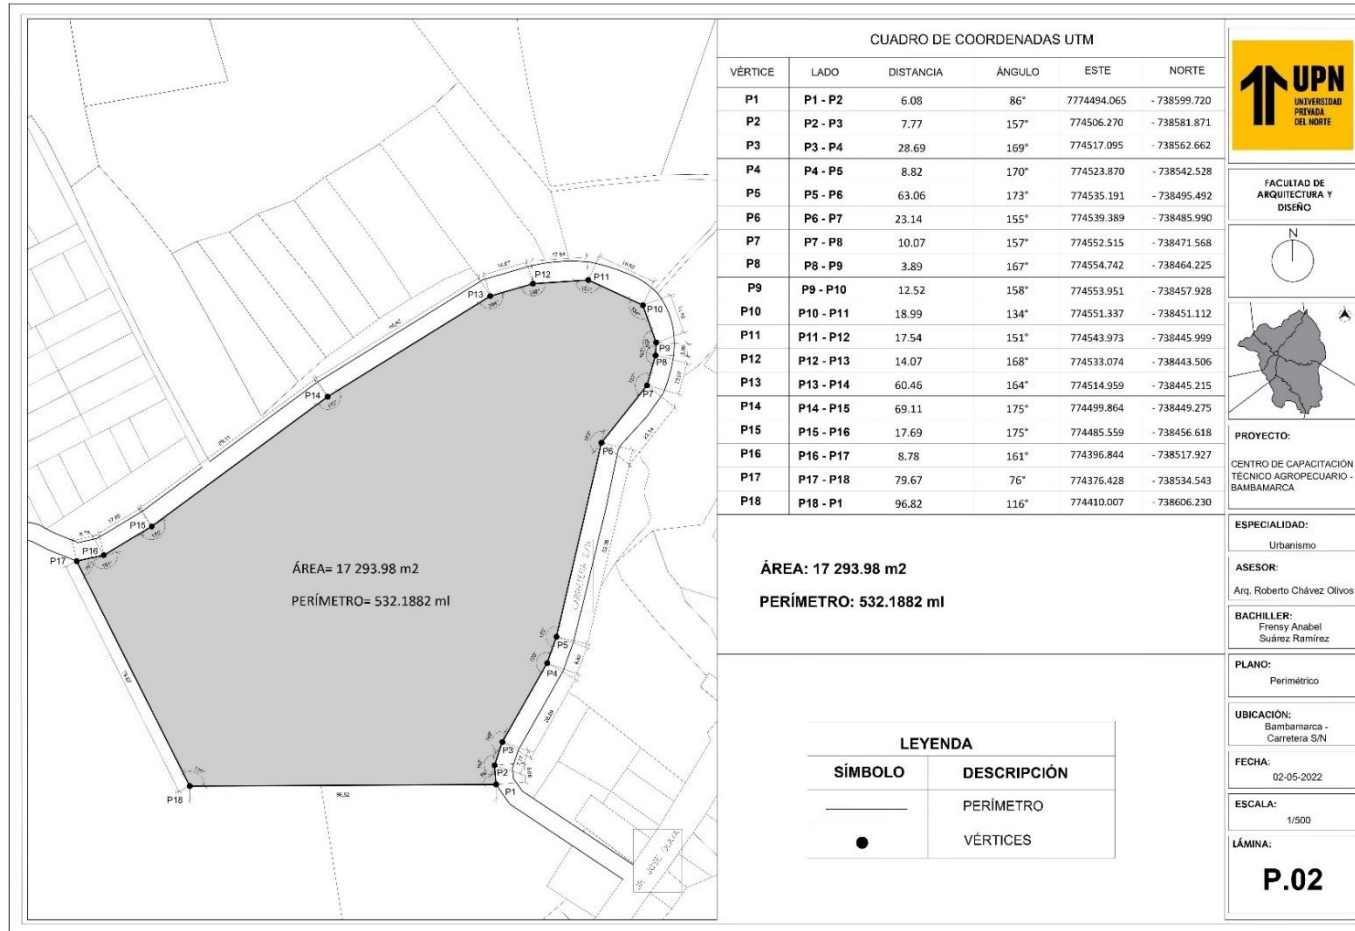 CUADRO DE COORDENADAS UTM
VÉRTICE LADO DISTANCIA ÁNGULO ESTE NORTE
P1 P1 - P2 6.08 86° 7774494.065 - 738599.720
P2 P2 - P3 7.77 157° 774506.270 - 738581.871
P3 P3 - P4 28.69 169° 774517.095 - 738562.662
P4 P4 - P5 8.82 170° 774523.870 - 738542.528
P5 P5 - P6 63.06 173° 774535.191 - 738495.492
P6 P6 - P7 23.14 155° 774539.389 - 738485.990
P7 P7 - P8 10.07 157° 774552.515 - 738471.568
P8 P8 - P9 3.89 167° 774554.742 - 738464.225
P9 P9 - P10 12.52 158° 774553.951 - 738457.928
P10 P10 - P11 18.99 134° 774551.337 - 738451.112
P11 P11 - P12 17.54 151° 774543.973 - 738445.999
P12 P12 - P13 14.07 168° 774533.074 - 738443.506
P13 P13 - P14 60.46 164° 774514.959 - 738445.215
P14 P14 - P15 69.11 175° 774499.864 - 738449.275
P15 P15 - P16 17.69 175° 774485.559 - 738456.618
P16 P16 - P17 8.78 161° 774396.844 - 738517.927
P17 P17 - P18 79.67 76° 774376.428 - 738534.543
P18 P18 - P1 96.82 116° 774410.007 - 738606.230
ÁREA: 17 293.98 m2
PERÍMETRO: 532.1882 ml
LEYENDA
SÍMBOLO DESCRIPCIÓN
PERÍMETRO
VÉRTICES
P12
P11
P13
P10
P9
P8
P7
P14
P6
P15
P16
P17
ÁREA= 17 293.98 m2
PERÍMETRO= 532.1882 ml
CARRETERA S/N
P5
P4
P3
P2
P1
P18
UPN
UNIVERSIDAD
PRIVADA
DEL NORTE
FACULTAD DE
ARQUITECTURA Y
DISEÑO
N
PROYECTO:
CENTRO DE CAPACITACIÓN
TÉCNICO AGROPECUARIO -
BAMBAMARCA
ESPECIALIDAD:
Urbanismo
ASESOR:
Arq. Roberto Chávez Olivos
BACHILLER:
Frensy Anabel
Suárez Ramírez
PLANO:
Perimétrico
UBICACIÓN:
Bambamarca -
Carretera S/N
FECHA:
02-05-2022
ESCALA:
1/500
LÁMINA:
P.02